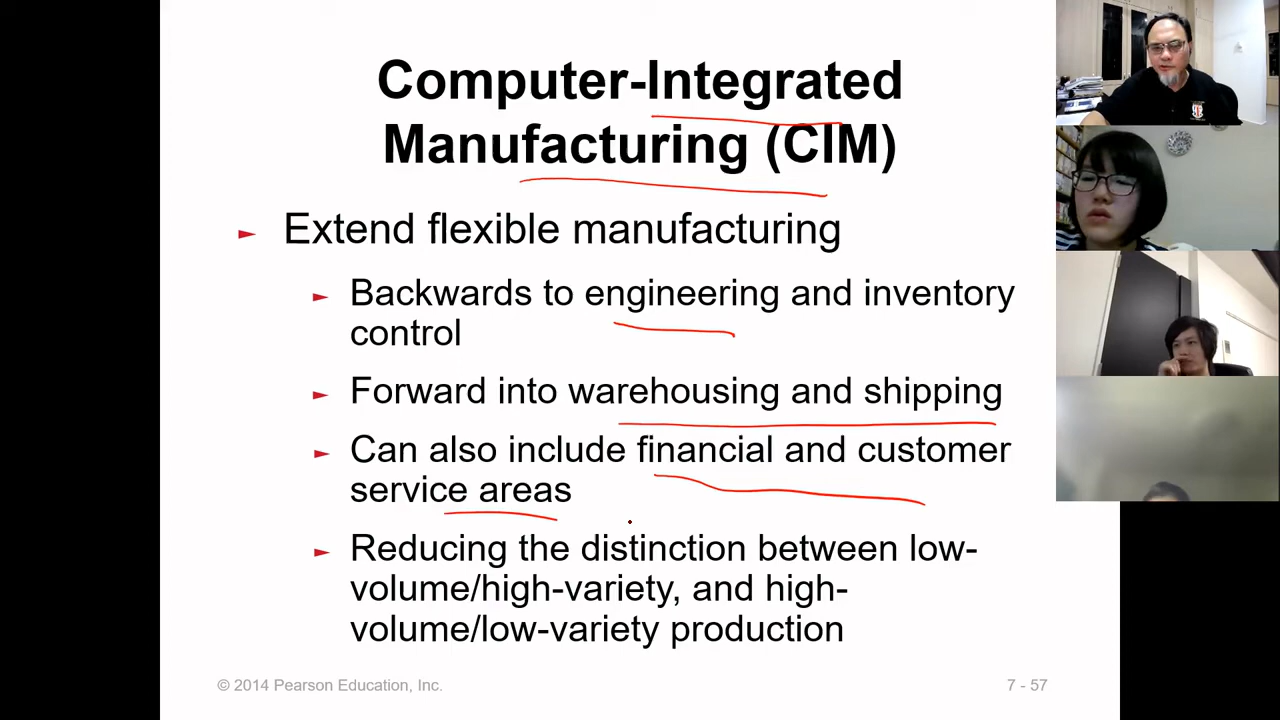 Computer-Integrated
Manufacturing (CIM)
► Extend flexible manufacturing
► Backwards to engineering and inventory
control
► Forward into warehousing and shipping
► Can also include financial and customer
service areas
► Reducing the distinction between low-
volume/high-variety, and high-
volume/low-variety production
© 2014 Pearson Education, Inc.
7 - 57